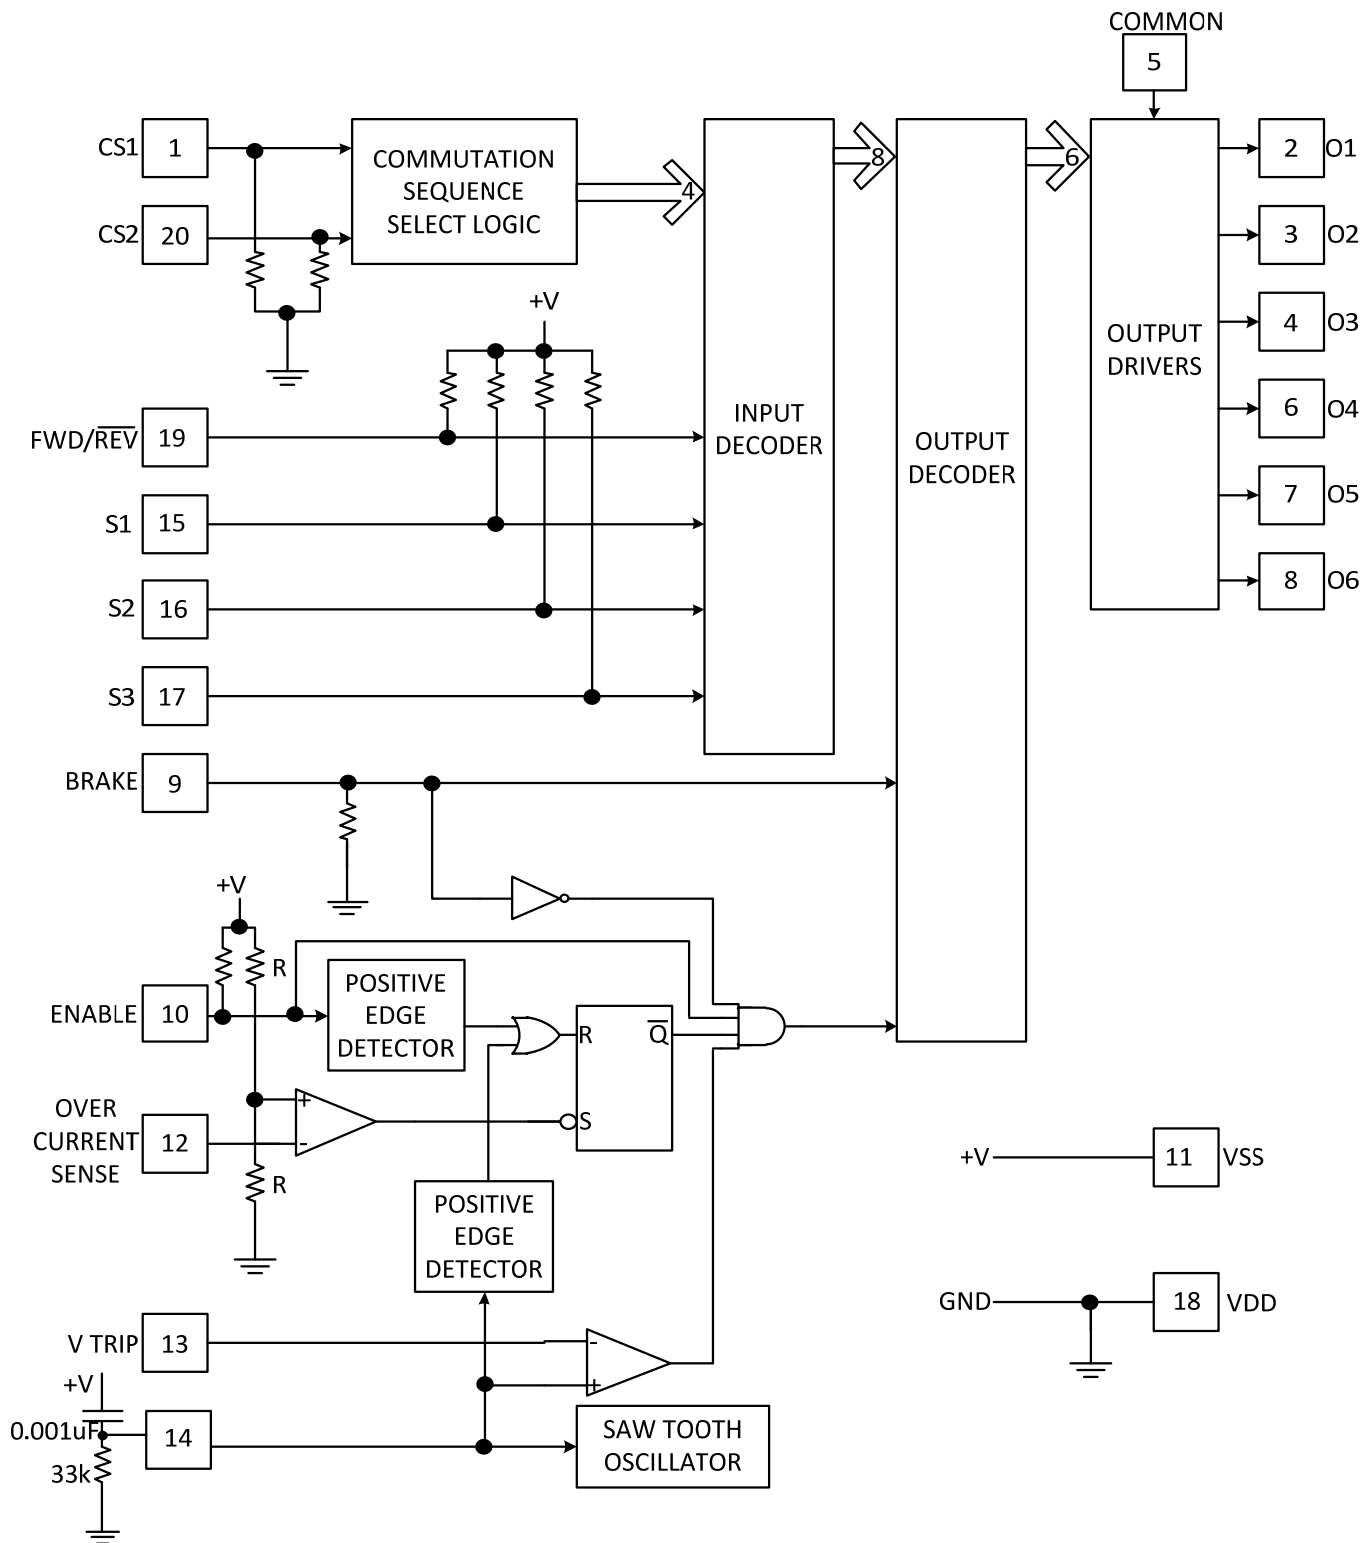 COMMON
5
CS1
1
COMMUTATION
SEQUENCE
SELECT LOGIC
4
8
6
2
O1
CS2
20
3
O2
+V
4
O3
OUTPUT
DRIVERS
INPUT
DECODER
6
O4
FWD/REV
19
OUTPUT
DECODER
7
O5
S1
15
8
O6
S2
16
S3
17
BRAKE
9
+V
R
POSITIVE
EDGE
DETECTOR
ENABLE
10
R
Q
S
OVER
CURRENT
SENSE
12
+
-
R
+V
11
VSS
POSITIVE
EDGE
DETECTOR
GND
18
VDD
V TRIP
13
-
+
+V
0.001uF
14
33k
SAW TOOTH
OSCILLATOR